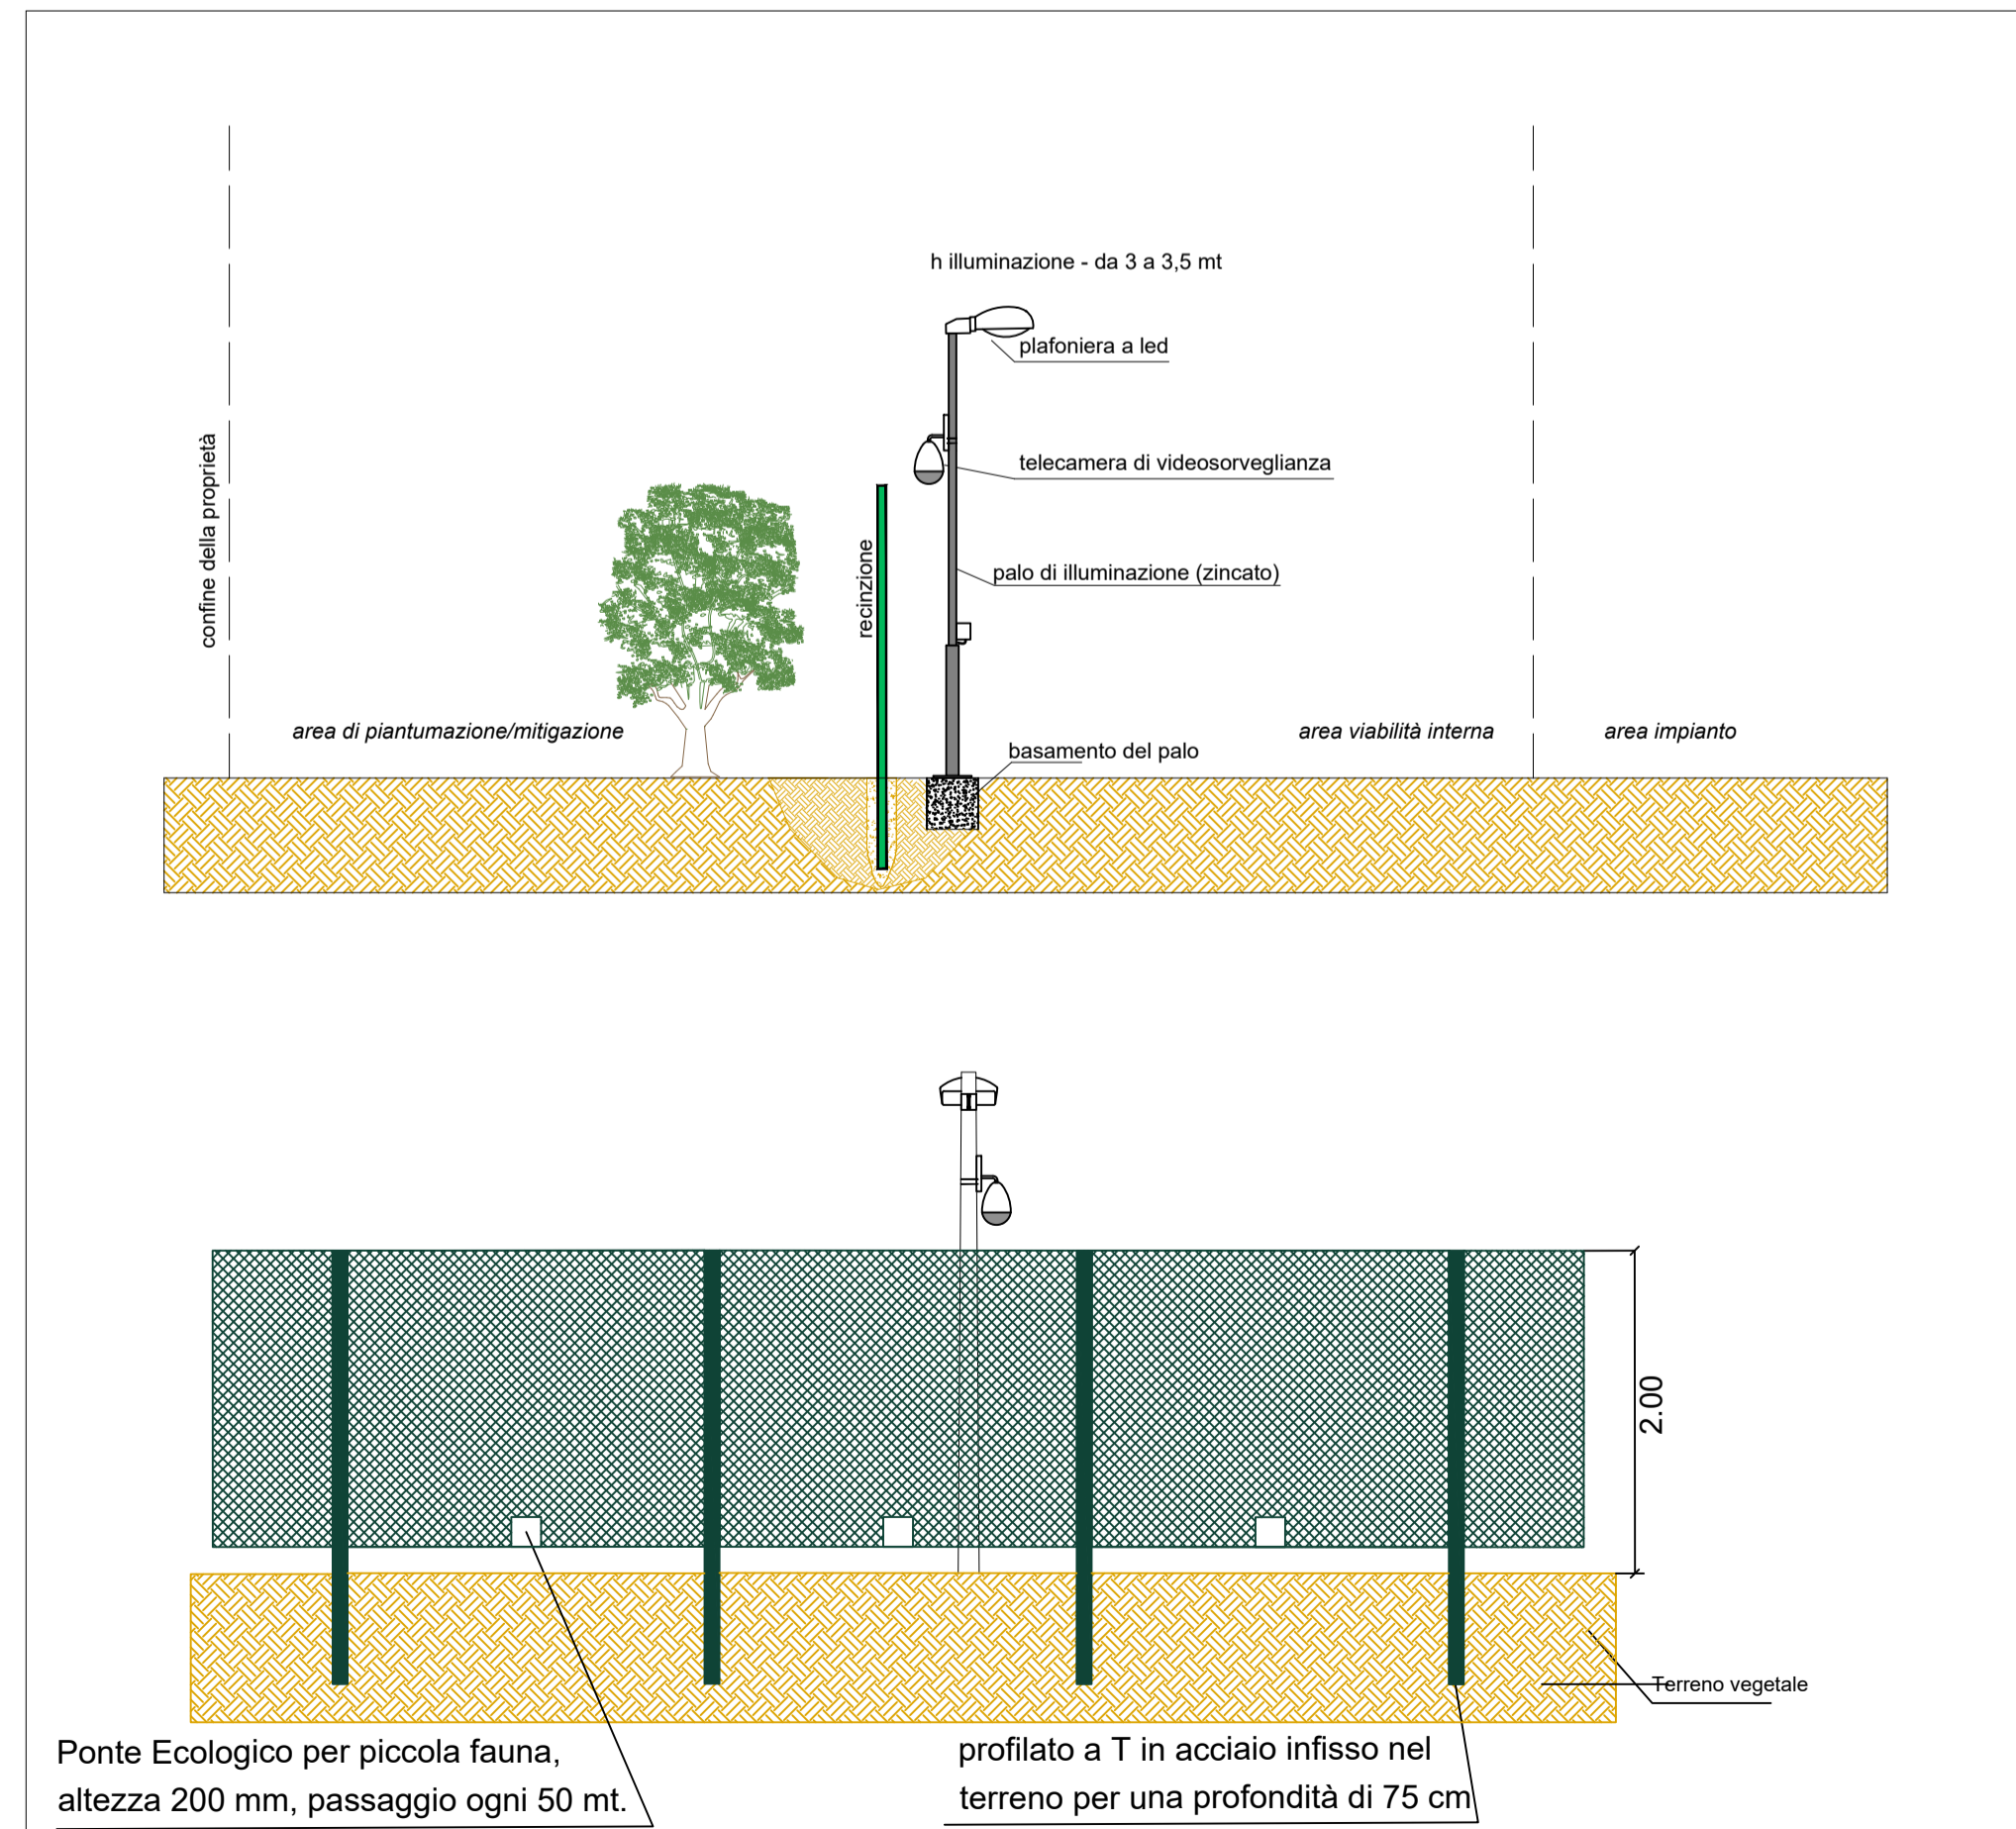 h illuminazione - da 3 a 3,5 mt
plafoniera a led
confine della proprietà
telecamera di videosorveglianza
recinzione
palo di illuminazione (zincato)
area di piantumazione/mitigazione
area viabilità interna
area impianto
basamento del palo
2.00
Terreno vegetale
Ponte Ecologico per piccola fauna,
altezza 200 mm, passaggio ogni 50 mt.
profilato a T in acciaio infisso nel
terreno per una profondità di 75 cm